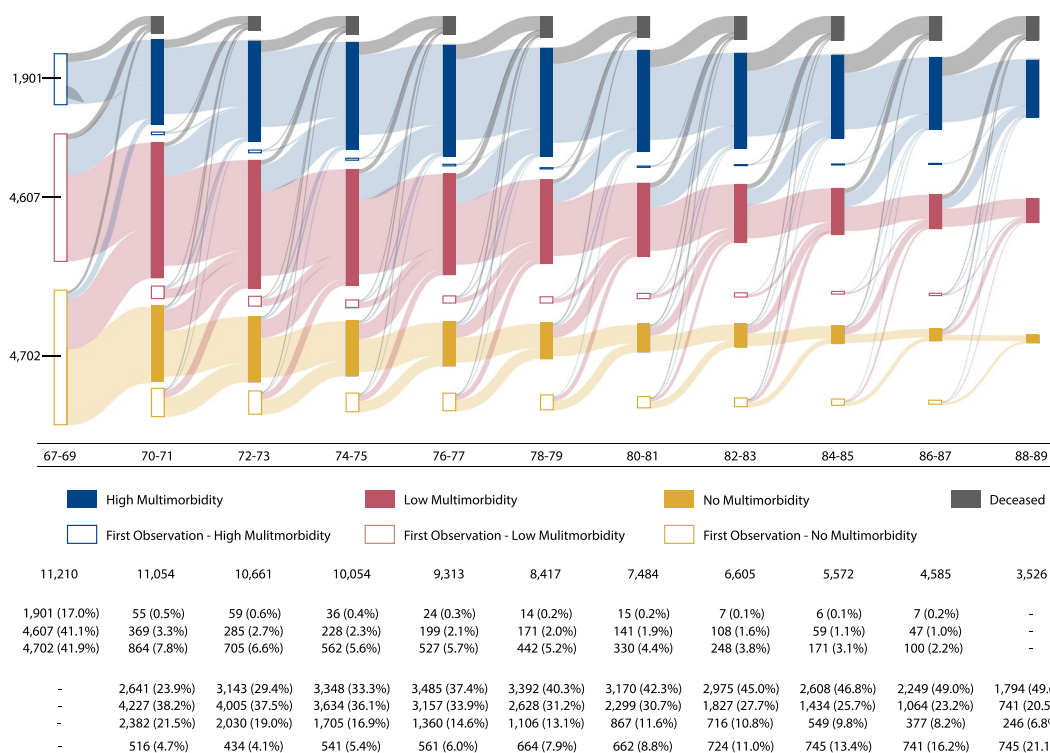 1,901
4,607
4,702
67-69 70-71 72-73 74-75 76-77 78-79 80-81 82-83 84-85 86-87 88-89
High Multimorbidity Low Multimorbidity No Multimorbidity Deceased
First Observation - High Mulitmorbidity First Observation - Low Mulitmorbidity First Observation - No Multimorbidity
11,210 11,054 10,661 10,054 9,313 8,417 7,484 6,605 5,572 4,585 3,526
1,901 (17.0%) 55 (0.5%) 59 (0.6%) 36 (0.4%) 24 (0.3%) 14 (0.2%) 15 (0.2%) 7 (0.1%) 6 (0.1%) 7 (0.2%) -
4,607 (41.1%) 369 (3.3%) 285 (2.7%) 228 (2.3%) 199 (2.1%) 171 (2.0%) 141 (1.9%) 108 (1.6%) 59 (1.1%) 47 (1.0%) -
4,702 (41.9%) 864 (7.8%) 705 (6.6%) 562 (5.6%) 527 (5.7%) 442 (5.2%) 330 (4.4%) 248 (3.8%) 171 (3.1%) 100 (2.2%) -
- 2,641 (23.9%) 3,143 (29.4%) 3,348 (33.3%) 3,485 (37.4%) 3,392 (40.3%) 3,170 (42.3%) 2,975 (45.0%) 2,608 (46.8%) 2,249 (49.0%) 1,794
- 4,227 (38.2%) 4,005 (37.5%) 3,634 (36.1%) 3,157 (33.9%) 2,628 (31.2%) 2,299 (30.7%) 1,827 (27.7%) 1,434 (25.7%) 1,064 (23.2%) 741
- 2,382 (21.5%) 2,030 (19.0%) 1,705 (16.9%) 1,360 (14.6%) 1,106 (13.1%) 867 (11.6%) 716 (10.8%) 549 (9.8%) 377 (8.2%) 246
- 516 (4.7%) 434 (4.1%) 541 (5.4%) 561 (6.0%) 664 (7.9%) 662 (8.8%) 724 (11.0%) 745 (13.4%) 741 (16.2%) 745